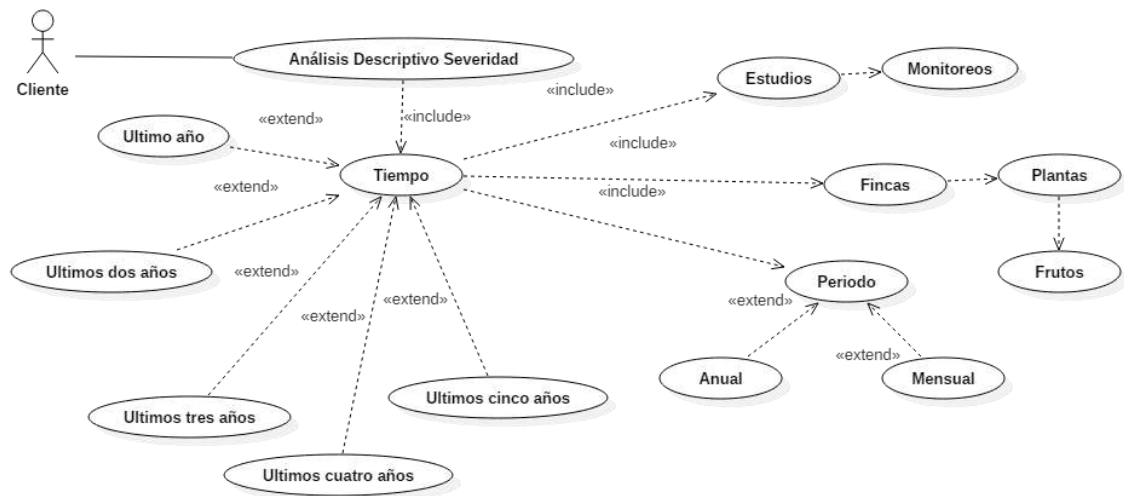 Cliente
Análisis Descriptivo Severidad
Estudios
Monitoreos
«include»
«extend»
«include»
Ultimo año
«include»
Tiempo
Fincas
Plantas
«extend»
«include»
Ultimos dos años
«extend»
Periodo
Frutos
«extend»
«extend»
«extend»
Anual
«extend»
Mensual
Ultimos cinco años
Ultimos tres años
Ultimos cuatro años